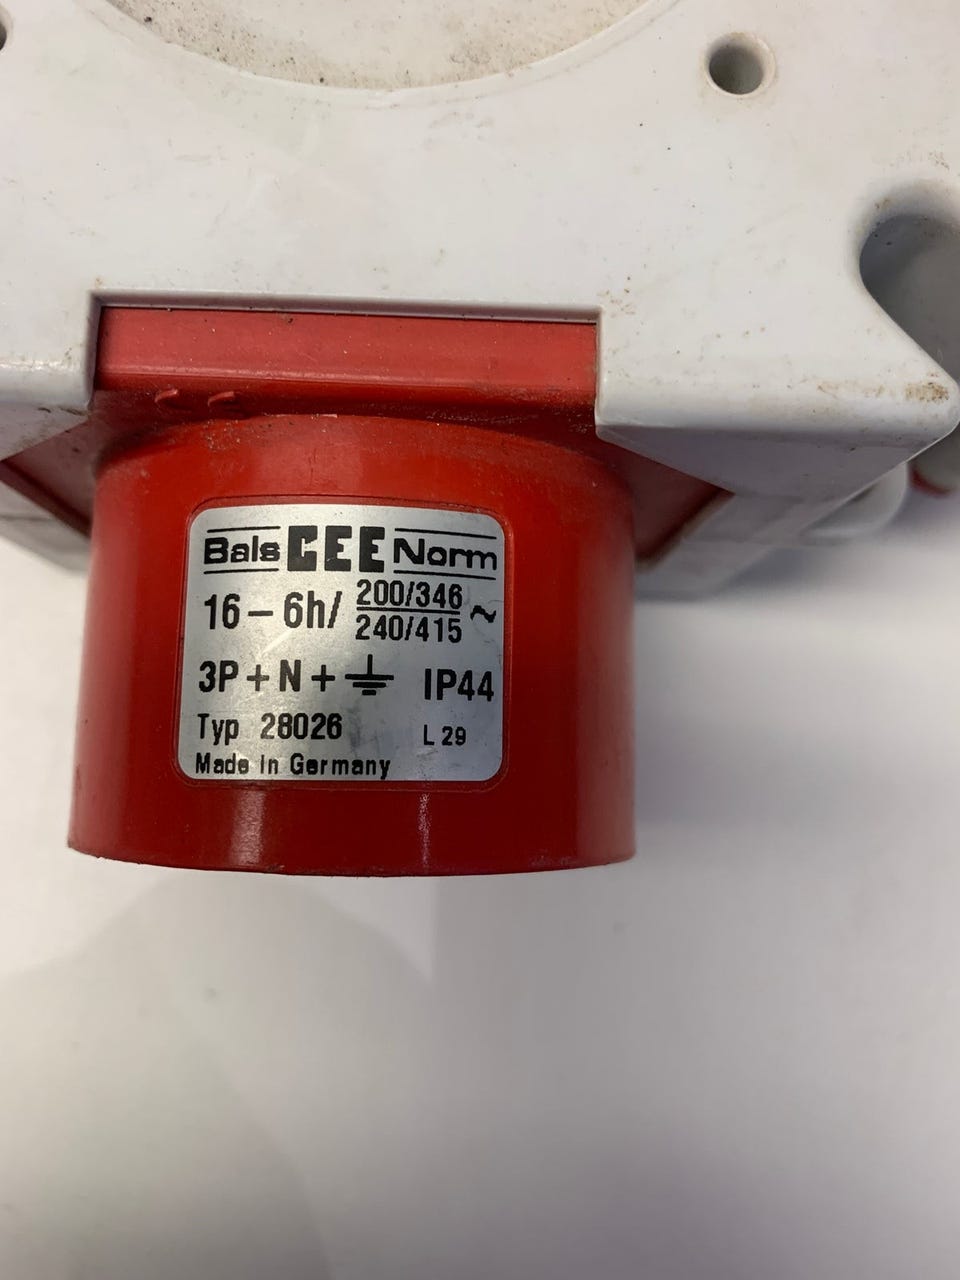 Bals CEE Norm
16-6h/ 200/346 ~
240/415
3P+N+⏚ IP44
Typ 28026 L 29
Made in Germany